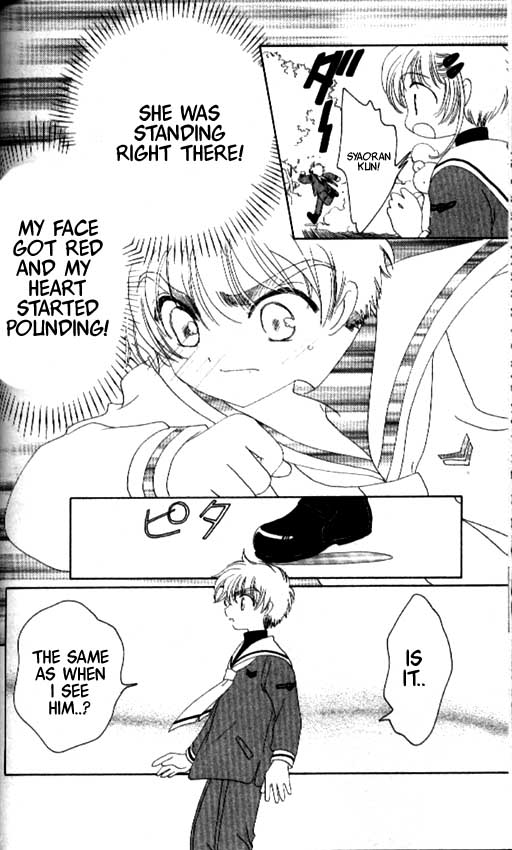 ダッ
SYAORAN
KUN!
SHE WAS
STANDING
RIGHT THERE!
MY FACE
GOT RED
AND MY
HEART
STARTED
POUNDING!
ピタ
IS
IT..
THE SAME
AS WHEN
I SEE
HIM..?